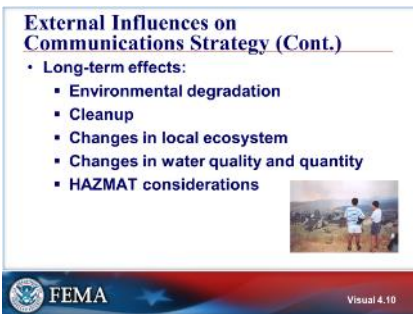 External Influences on
Communications Strategy (Cont.)
• Long-term effects:
▪ Environmental degradation
▪ Cleanup
▪ Changes in local ecosystem
▪ Changes in water quality and quantity
▪ HAZMAT considerations
FEMA
Visual 4.10